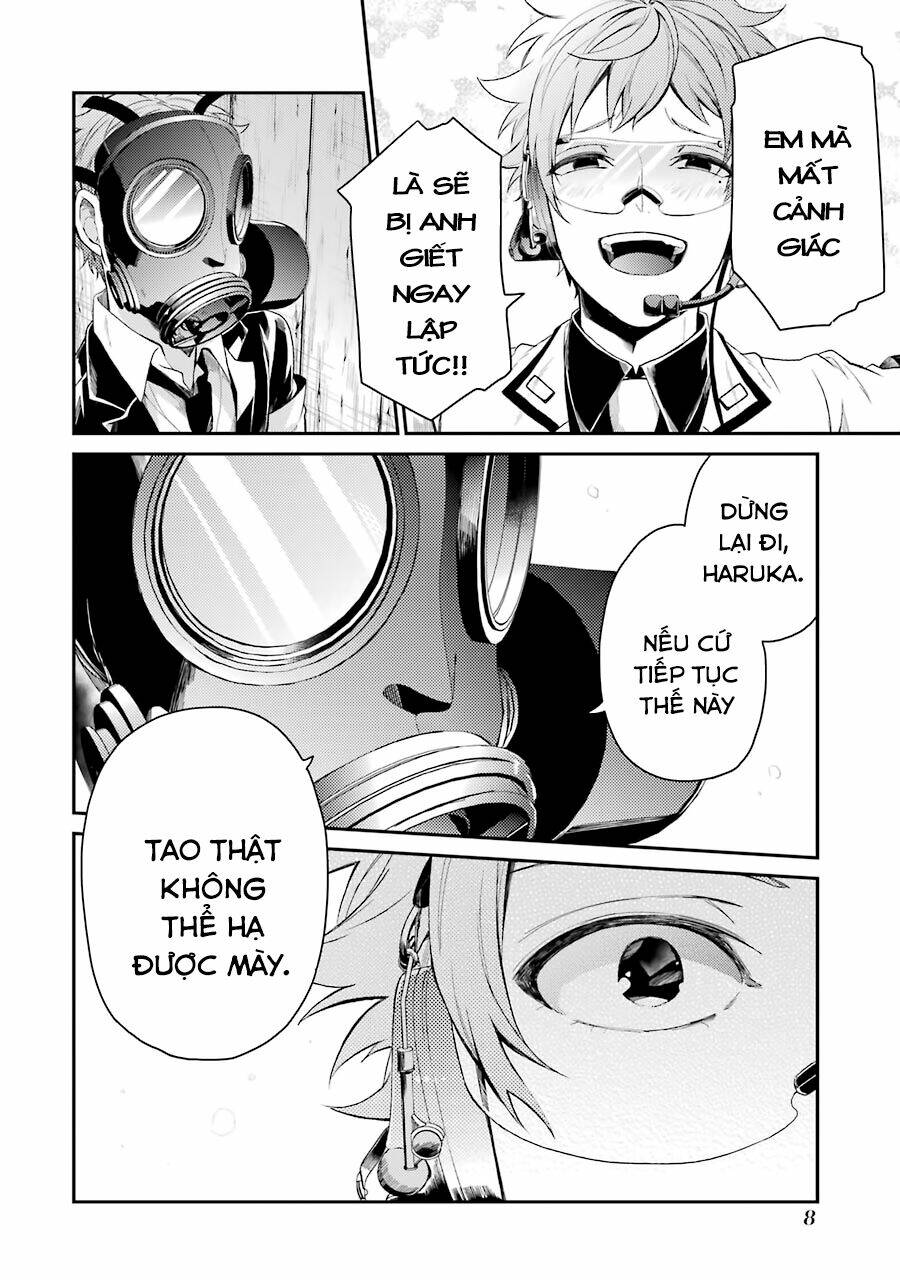 EM MÀ
MẤT
CẢNH
GIÁC
LÀ SẼ
BỊ ANH
GIẾT
NGAY
LẬP
TỨC!!
DỪNG
LẠI ĐI,
HARUKA.
NẾU CỨ
TIẾP TỤC
THẾ NÀY
TAO THẬT
KHÔNG
THỂ HẠ
ĐƯỢC MÀY.
8